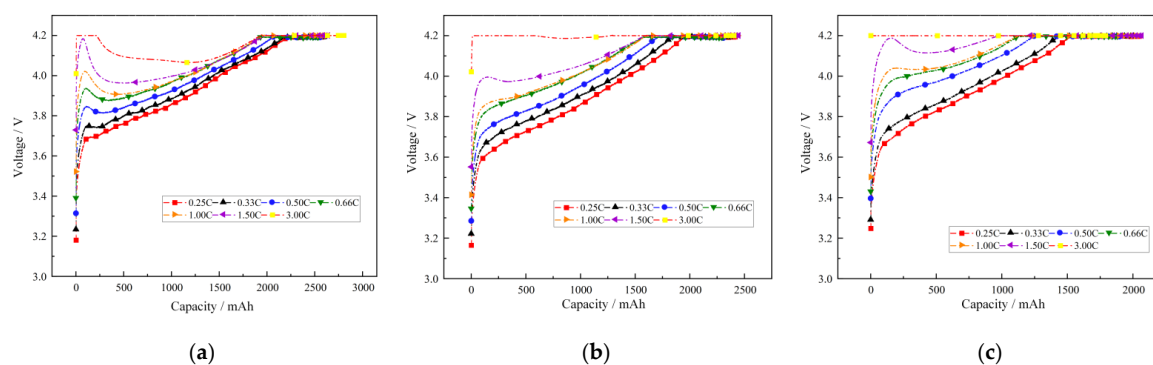 4.2
4.0
3.8
3.6
3.4
3.2
3.0
Voltage / V
0.25C 0.33C 0.50C 0.66C
1.00C 1.50C 3.00C
0 500 1000 1500 2000 2500 3000
Capacity / mAh
(a)
4.2
4.0
3.8
3.6
3.4
3.2
3.0
Voltage / V
0.25C 0.33C 0.50C 0.66C
1.00C 1.50C 3.00C
0 500 1000 1500 2000 2500
Capacity / mAh
(b)
4.2
4.0
3.8
3.6
3.4
3.2
3.0
Voltage / V
0.25C 0.33C 0.50C 0.66C
1.00C 1.50C 3.00C
0 500 1000 1500 2000
Capacity / mAh
(c)